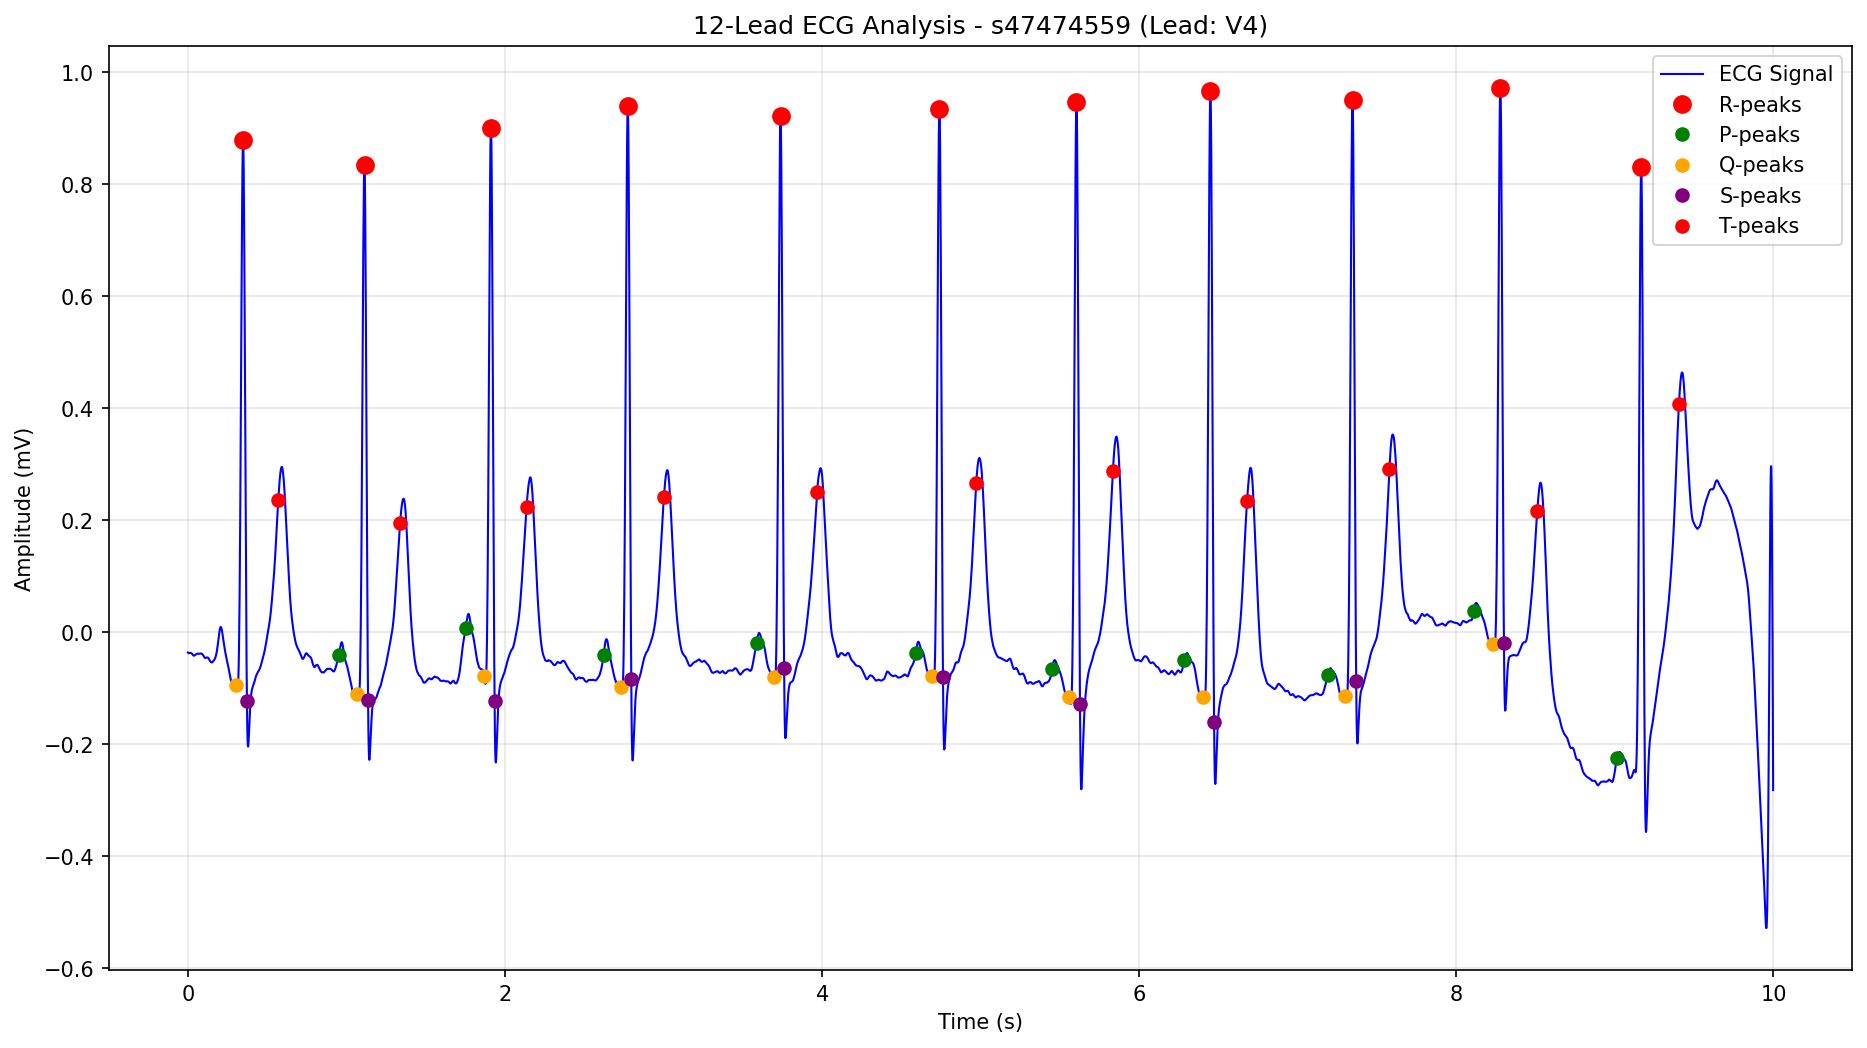 12-Lead ECG Analysis - s47474559 (Lead: V4)
ECG Signal
R-peaks
P-peaks
Q-peaks
S-peaks
T-peaks
Amplitude (mV)
1.0
0.8
0.6
0.4
0.2
0.0
−0.2
−0.4
−0.6
0 2 4 6 8 10
Time (s)